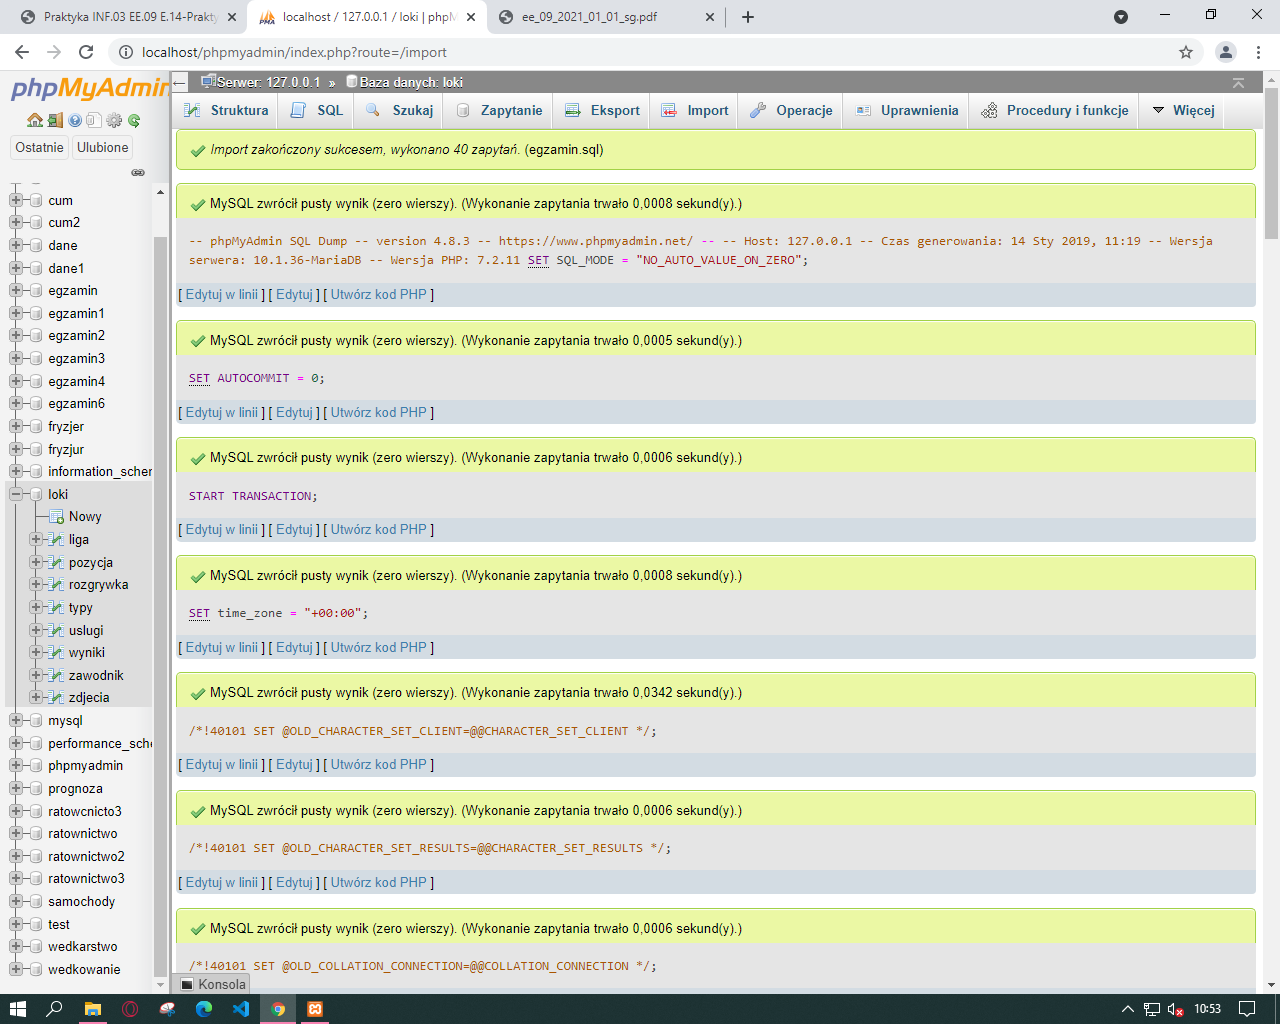 Praktyka INF.03 EE.09 E.14-Prakty
localhost / 127.0.0.1 / loki | phpM
ee_09_2021_01_01_sg.pdf
localhost/phpmyadmin/index.php?route=/import
phpMyAdmin
Ostatnie
Ulubione
cum
cum2
dane
dane1
egzamin
egzamin1
egzamin2
egzamin3
egzamin4
egzamin6
fryzjer
fryzjur
information_scher
loki
Nowy
liga
pozycja
rozgrywka
typy
uslugi
wyniki
zawodnik
zdjecia
mysql
performance_sche
phpmyadmin
prognoza
ratowcnicto3
ratownictwo
ratownictwo2
ratownictwo3
samochody
test
wedkarstwo
wedkowanie
Serwer: 127.0.0.1 » Baza danych: loki
Struktura
SQL
Szukaj
Zapytanie
Eksport
Import
Operacje
Uprawnienia
Procedury i funkcje
Więcej
Import zakończony sukcesem, wykonano 40 zapytań. (egzamin.sql)
MySQL zwrócił pusty wynik (zero wierszy). (Wykonanie zapytania trwało 0,0008 sekund(y).)
-- phpMyAdmin SQL Dump -- version 4.8.3 -- https://www.phpmyadmin.net/ -- -- Host: 127.0.0.1 -- Czas generowania: 14 Sty 2019, 11:19 -- Wersja
serwera: 10.1.36-MariaDB -- Wersja PHP: 7.2.11 SET SQL_MODE = "NO_AUTO_VALUE_ON_ZERO";
[ Edytuj w linii ] [ Edytuj ] [ Utwórz kod PHP ]
MySQL zwrócił pusty wynik (zero wierszy). (Wykonanie zapytania trwało 0,0005 sekund(y).)
SET AUTOCOMMIT = 0;
[ Edytuj w linii ] [ Edytuj ] [ Utwórz kod PHP ]
MySQL zwrócił pusty wynik (zero wierszy). (Wykonanie zapytania trwało 0,0006 sekund(y).)
START TRANSACTION;
[ Edytuj w linii ] [ Edytuj ] [ Utwórz kod PHP ]
MySQL zwrócił pusty wynik (zero wierszy). (Wykonanie zapytania trwało 0,0008 sekund(y).)
SET time_zone = "+00:00";
[ Edytuj w linii ] [ Edytuj ] [ Utwórz kod PHP ]
MySQL zwrócił pusty wynik (zero wierszy). (Wykonanie zapytania trwało 0,0342 sekund(y).)
/*!40101 SET @OLD_CHARACTER_SET_CLIENT=@@CHARACTER_SET_CLIENT */;
[ Edytuj w linii ] [ Edytuj ] [ Utwórz kod PHP ]
MySQL zwrócił pusty wynik (zero wierszy). (Wykonanie zapytania trwało 0,0006 sekund(y).)
/*!40101 SET @OLD_CHARACTER_SET_RESULTS=@@CHARACTER_SET_RESULTS */;
[ Edytuj w linii ] [ Edytuj ] [ Utwórz kod PHP ]
MySQL zwrócił pusty wynik (zero wierszy). (Wykonanie zapytania trwało 0,0006 sekund(y).)
/*!40101 SET @OLD_COLLATION_CONNECTION=@@COLLATION_CONNECTION */;
Konsola
10:53